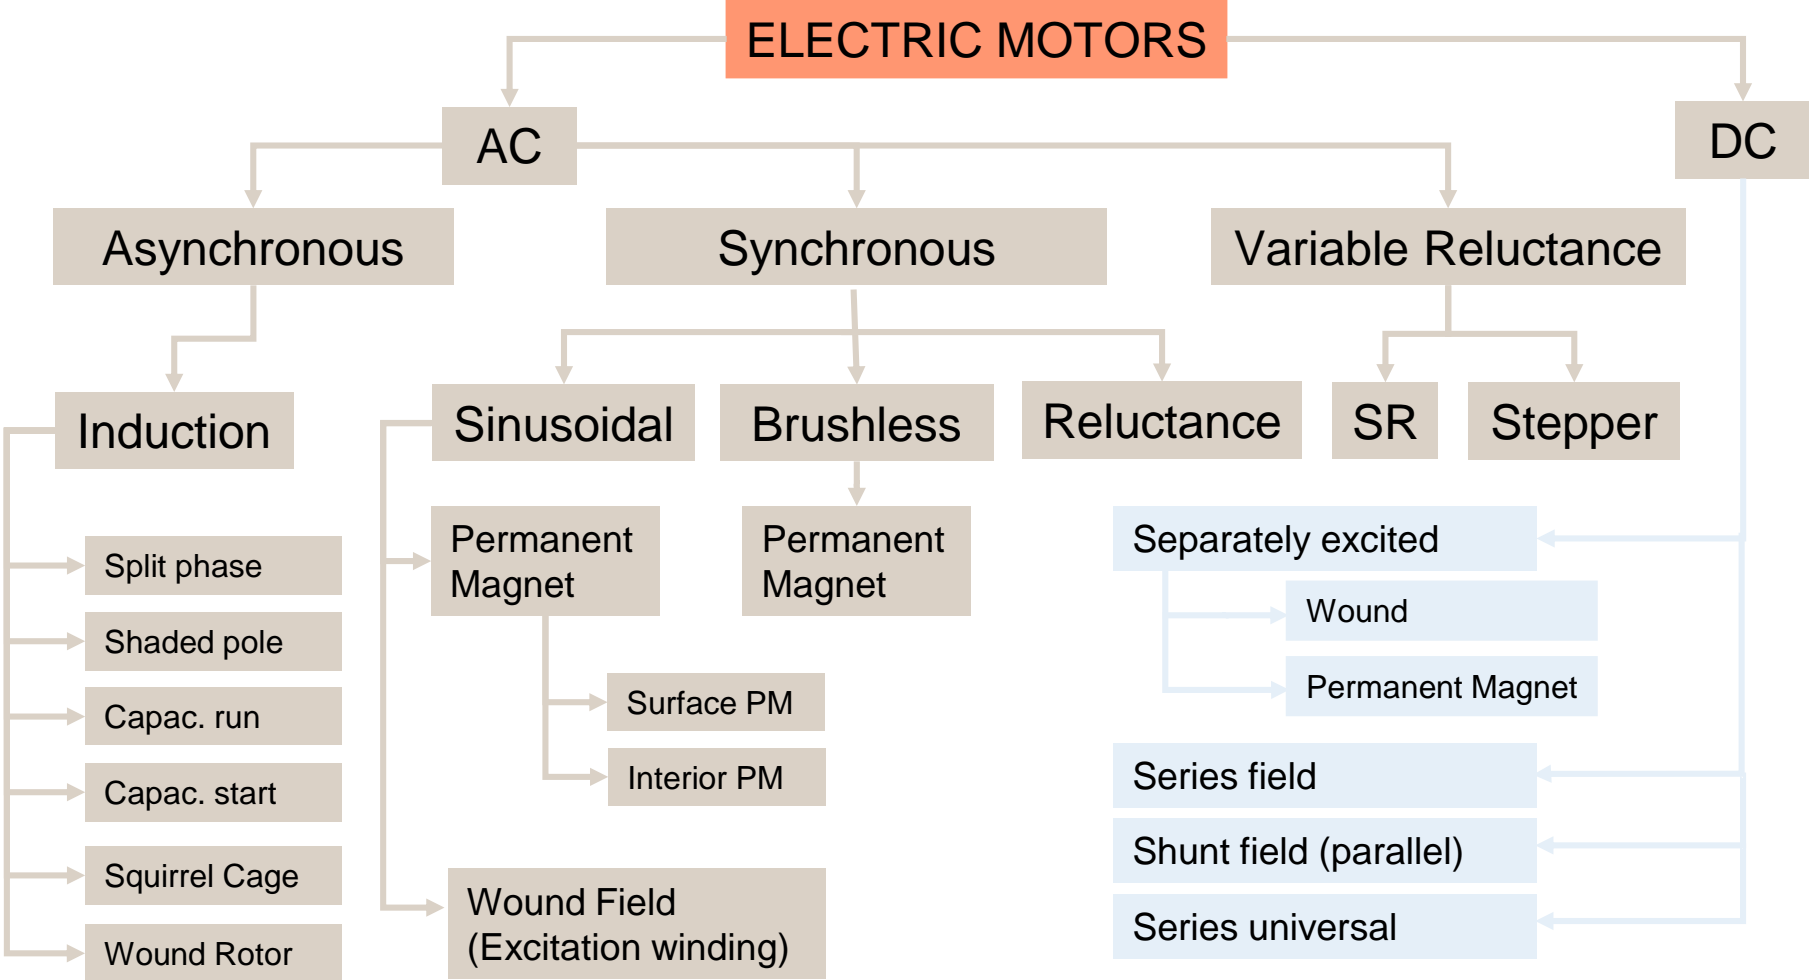 ELECTRIC MOTORS
AC
DC
Asynchronous
Synchronous
Variable Reluctance
Induction
Sinusoidal
Brushless
Reluctance
SR
Stepper
Split phase
Shaded pole
Capac. run
Capac. start
Squirrel Cage
Wound Rotor
Permanent
Magnet
Surface PM
Interior PM
Wound Field
(Excitation winding)
Permanent
Magnet
Separately excited
Wound
Permanent Magnet
Series field
Shunt field (parallel)
Series universal